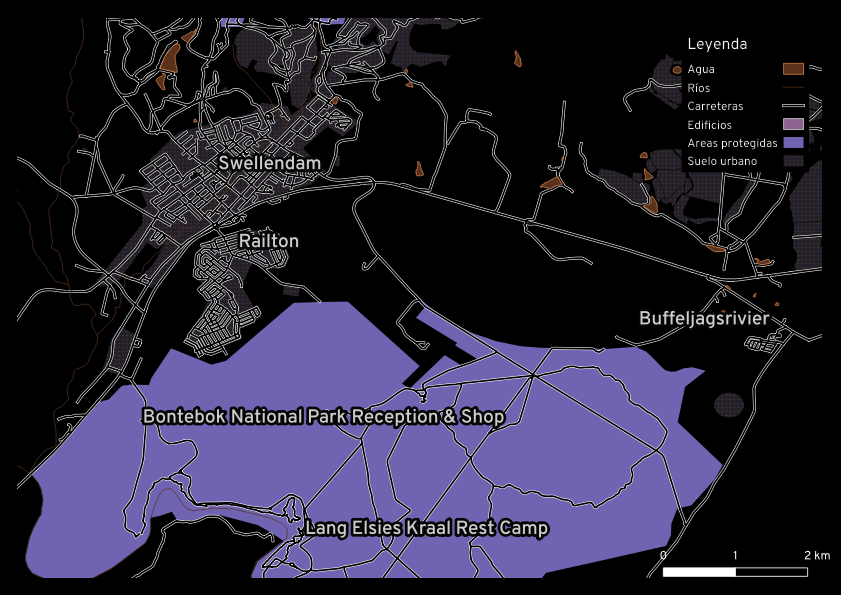 Leyenda
Agua
Ríos
Carreteras
Edificios
Areas protegidas
Suelo urbano
Swellendam
Railton
Buffeljagsrivier
Bontebok National Park Reception & Shop
Lang Elsies Kraal Rest Camp
0 1 2 km